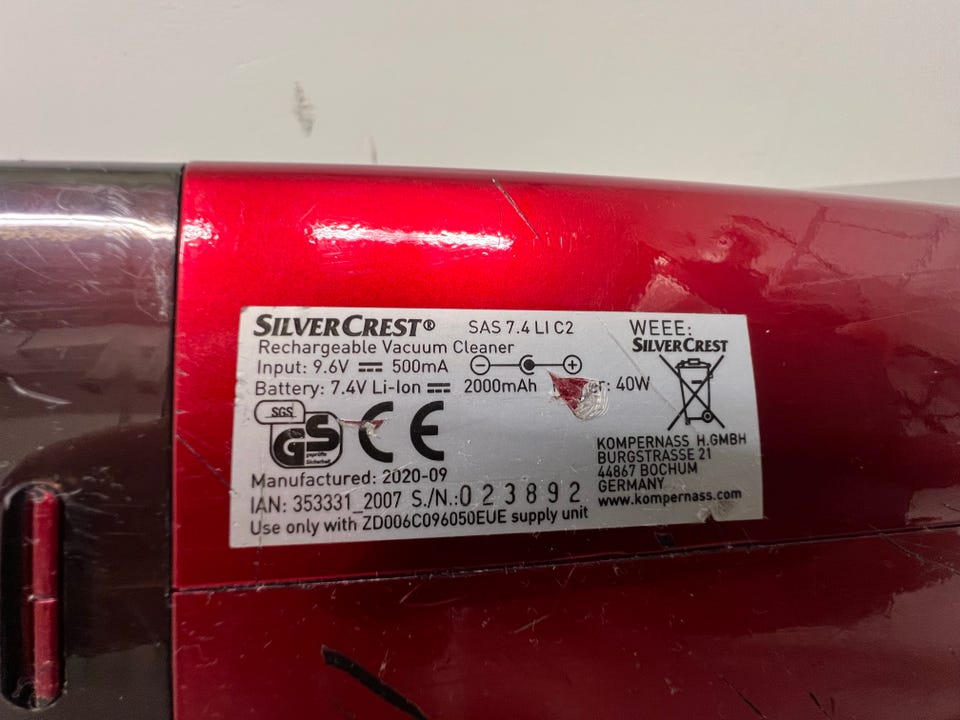 SILVERCREST® SAS 7.4 LI C2
Rechargeable Vacuum Cleaner
Input: 9.6V 500mA
Battery: 7.4V Li-Ion 2000mAh 40W
SGS
GS
geprüfte
Sicherheit
CE
Manufactured: 2020-09
IAN: 353331_2007 S./N.:023892
Use only with ZD006C096050EUE supply unit
WEEE:
SILVERCREST
KOMPERNASS H.GMBH
BURGSTRASSE 21
44867 BOCHUM
GERMANY
www.kompernass.com